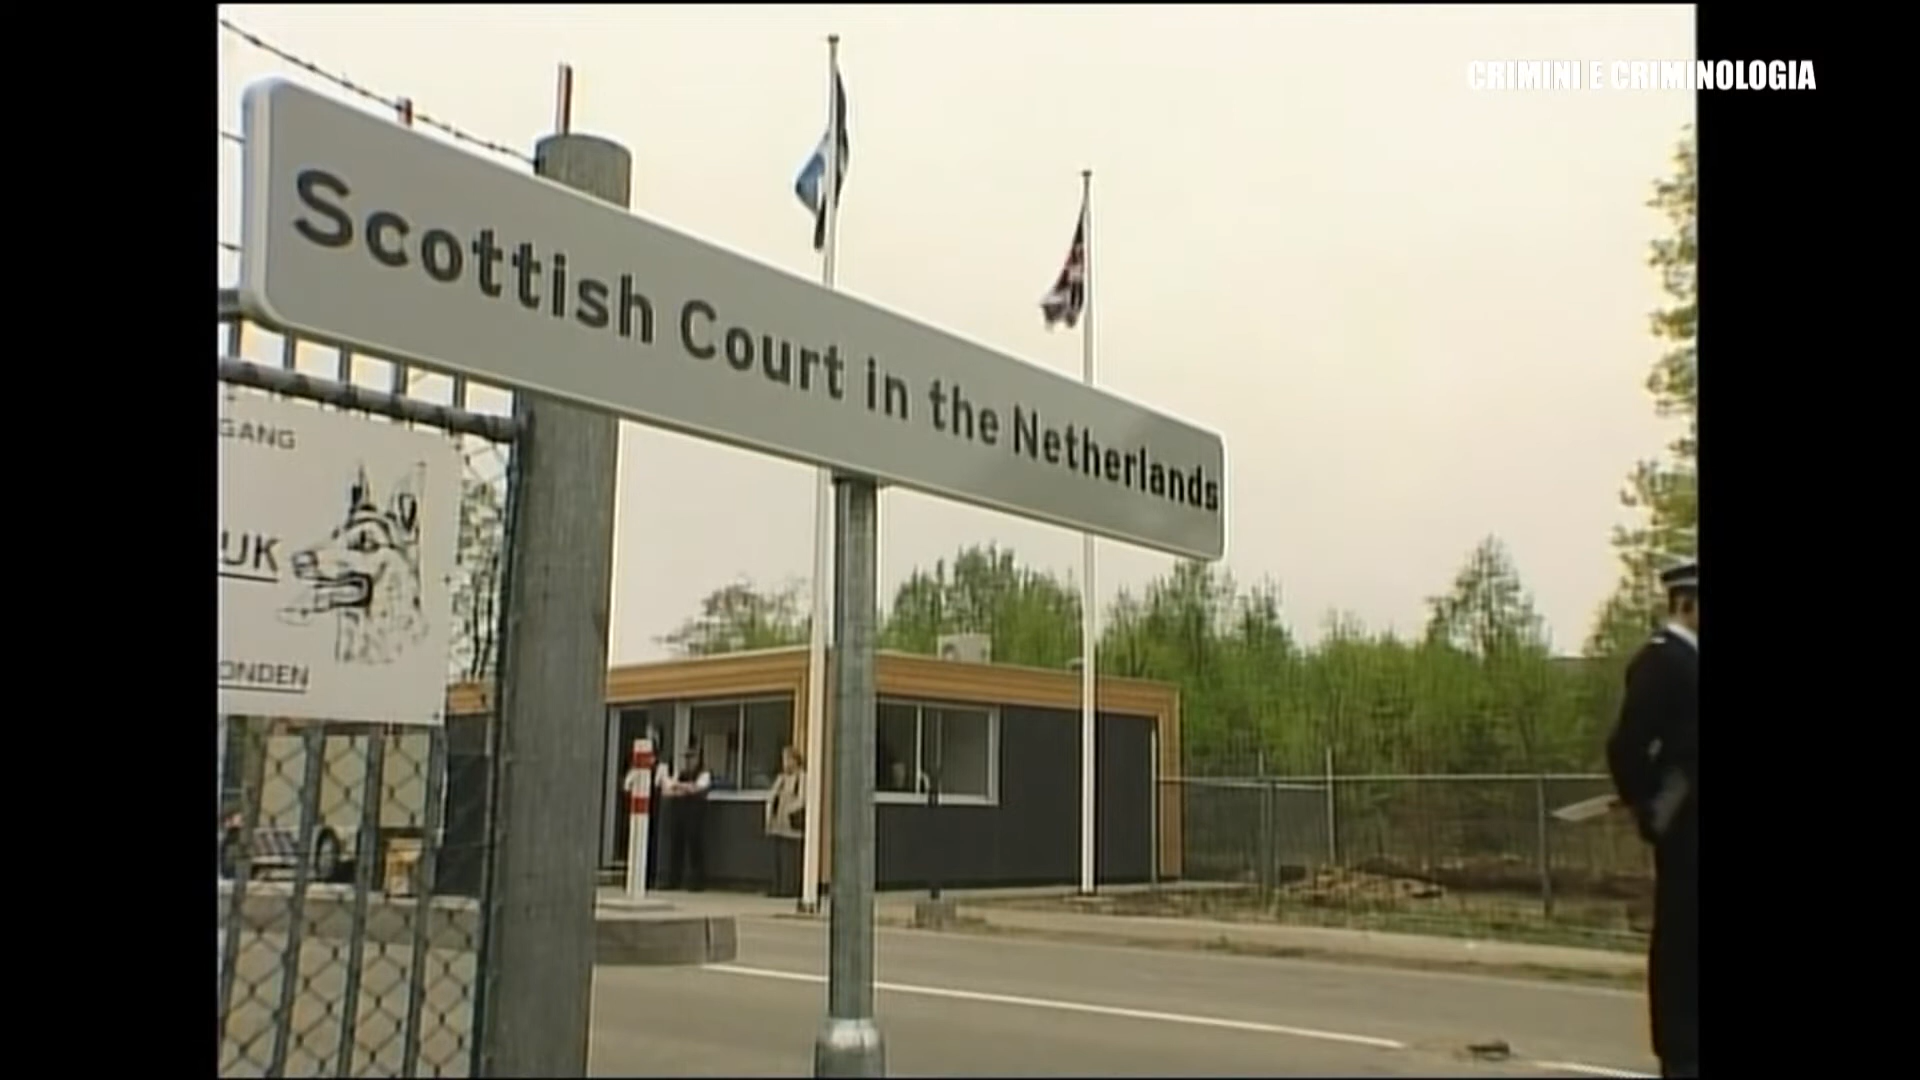 CRIMINI E CRIMINOLOGIA
Scottish Court in the Netherlands
GANG
UK
ONDEN